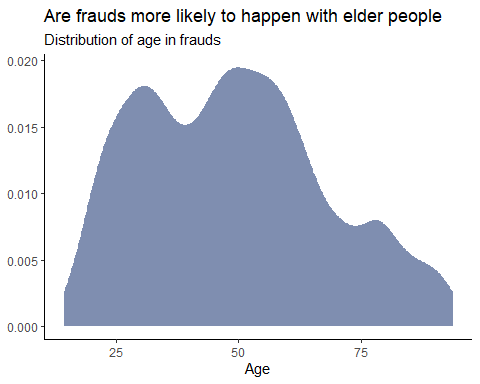 Are frauds more likely to happen with elder people
Distribution of age in frauds
0.020
0.015
0.010
0.005
0.000
25 50 75
Age